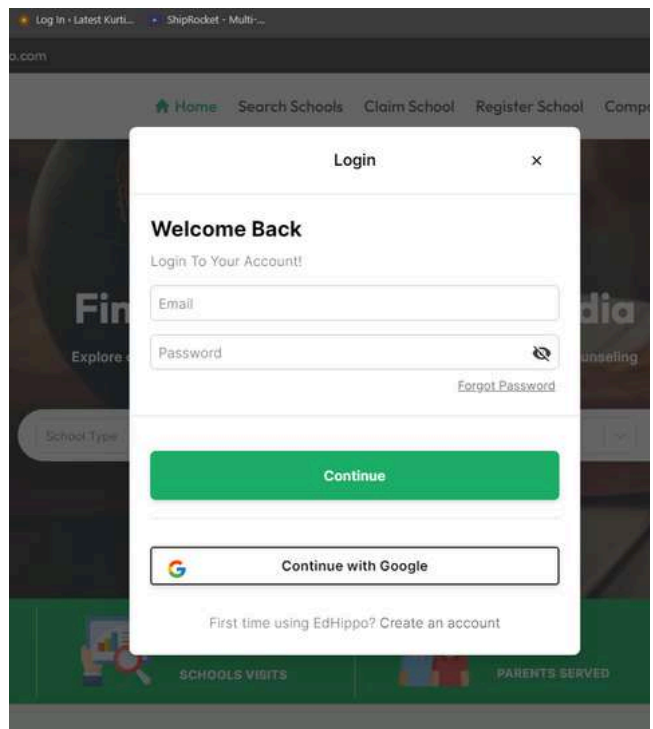 Log In ‹ Latest Kurti...
ShipRocket - Multi-...
o.com
Home Search Schools Claim School Register School Compa
Login ×
Welcome Back
Login To Your Account!
Email
Fin dia
Password
Explore unseling
Forgot Password
School Type
Continue
Continue with Google
First time using EdHippo? Create an account
SCHOOLS VISITS PARENTS SERVED